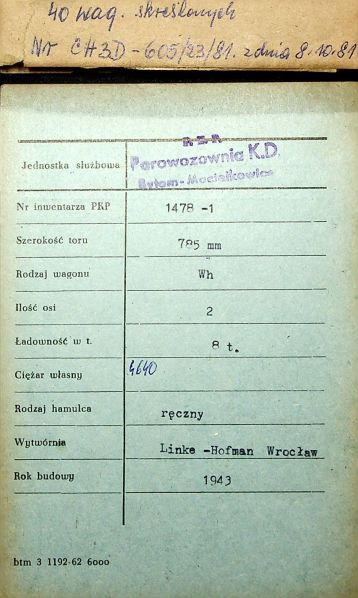 40 wag. skreślonych
Nr CH3D-605/23/81. z dnia 8.10.81
Jednostka służbowa
Parowozownia K.D.
Bytom-Maciejkowice
Nr inwentarza PKP 1478 -1
Szerokość toru 785 mm
Rodzaj wagonu Wh
Ilość osi 2
Ładowność w t. 8 t.
Ciężar własny 4640
Rodzaj hamulca ręczny
Wytwórnia Linke -Hofman Wrocław
Rok budowy 1943
btm 3 1192-62 6000